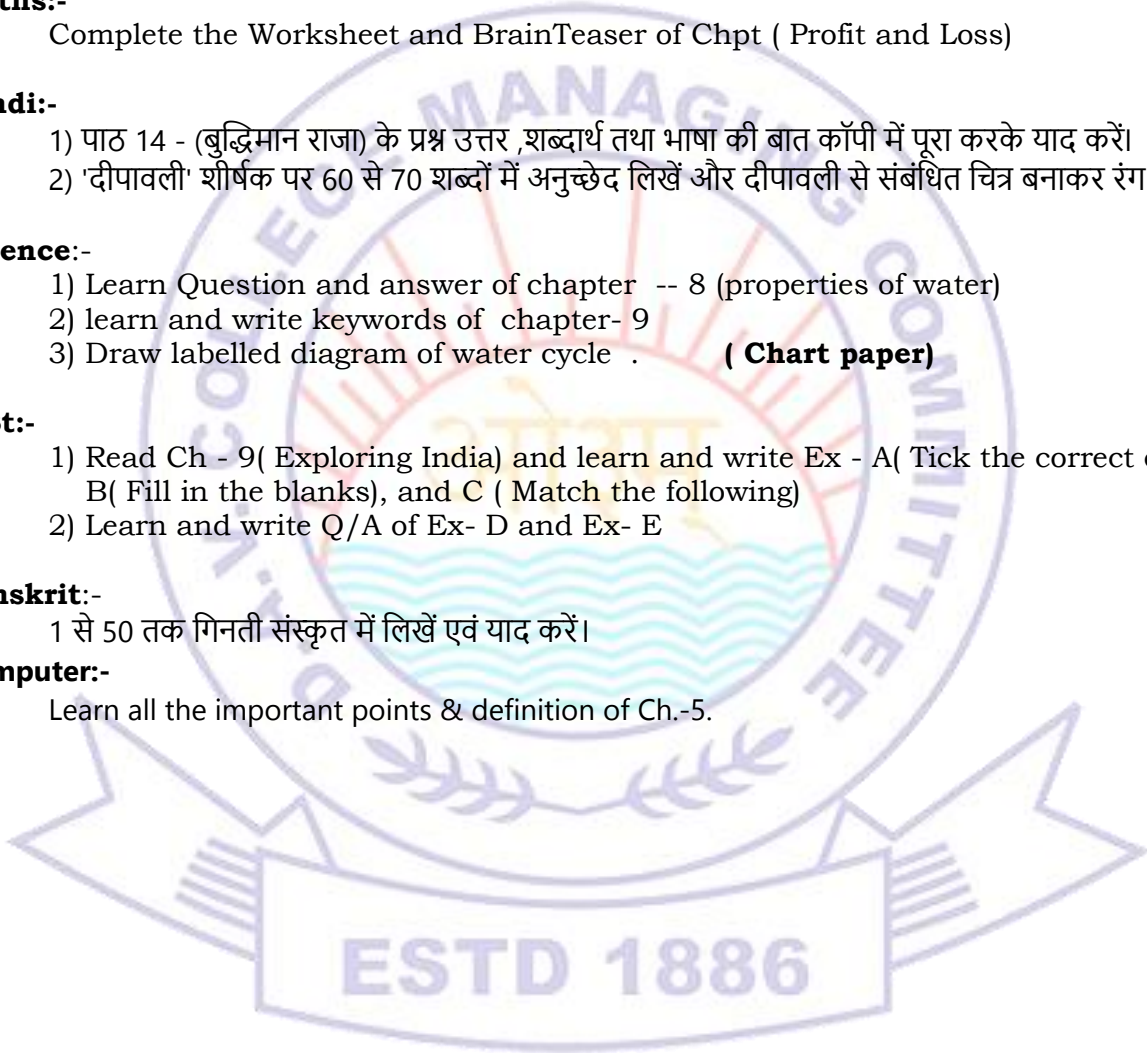 ths:-
Complete the Worksheet and BrainTeaser of Chpt ( Profit and Loss)
ndi:-
1) पाठ 14 - (बुद्धिमान राजा) के प्रश्न उत्तर ,शब्दार्थ तथा भाषा की बात कॉपी में पूरा करके याद करें।
2) 'दीपावली' शीर्षक पर 60 से 70 शब्दों में अनुच्छेद लिखें और दीपावली से संबंधित चित्र बनाकर रंग
ence:-
1) Learn Question and answer of chapter -- 8 (properties of water)
2) learn and write keywords of chapter- 9
3) Draw labelled diagram of water cycle . ( Chart paper)
t:-
1) Read Ch - 9( Exploring India) and learn and write Ex - A( Tick the correct
B( Fill in the blanks), and C ( Match the following)
2) Learn and write Q/A of Ex- D and Ex- E
nskrit:-
1 से 50 तक गिनती संस्कृत में लिखें एवं याद करें।
mputer:-
Learn all the important points & definition of Ch.-5.
D.A.V. COLLEGE MANAGING COMMITTEE
ओ३म्
ESTD 1886